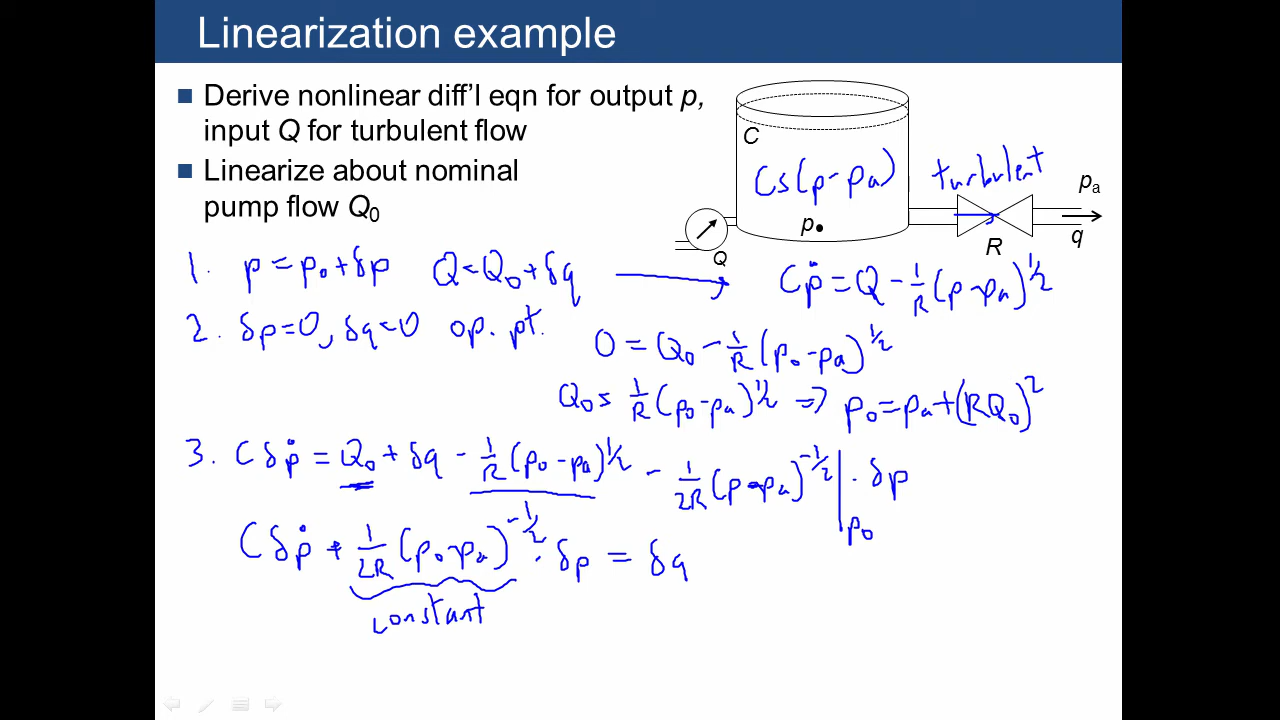 Linearization example
Derive nonlinear diff'l eqn for output p,
input Q for turbulent flow
Linearize about nominal
pump flow Q₀
C
Cs(p - pₐ)
turbulent
pₐ
p
R
q
Q
1. p = p₀ + δp Q = Q₀ + δq
Cṗ = Q - 1/R (p - pₐ)^1/2
2. δp = 0, δq = 0 op. pt.
0 = Q₀ - 1/R (p₀ - pₐ)^1/2
Q₀ = 1/R (p₀ - pₐ)^1/2 => p₀ = pₐ + (RQ₀)²
3. Cδṗ = Q₀ + δq - 1/R (p₀ - pₐ)^1/2 - 1/2R (p - pₐ)^-1/2 | p₀ · δp
Cδṗ + 1/2R (p₀ - pₐ)^-1/2 · δp = δq
constant